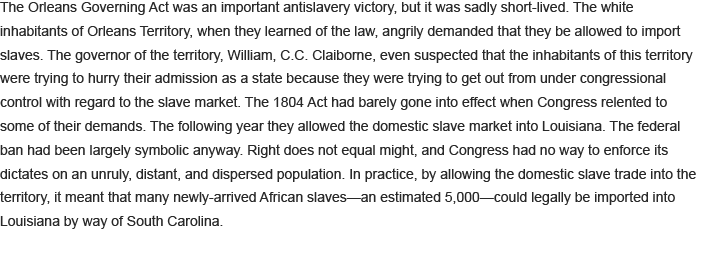 The Orleans Governing Act was an important antislavery victory, but it was sadly short-lived. The white
inhabitants of Orleans Territory, when they learned of the law, angrily demanded that they be allowed to import
slaves. The governor of the territory, William, C.C. Claiborne, even suspected that the inhabitants of this territory
were trying to hurry their admission as a state because they were trying to get out from under congressional
control with regard to the slave market. The 1804 Act had barely gone into effect when Congress relented to
some of their demands. The following year they allowed the domestic slave market into Louisiana. The federal
ban had been largely symbolic anyway. Right does not equal might, and Congress had no way to enforce its
dictates on an unruly, distant, and dispersed population. In practice, by allowing the domestic slave trade into the
territory, it meant that many newly-arrived African slaves—an estimated 5,000—could legally be imported into
Louisiana by way of South Carolina.